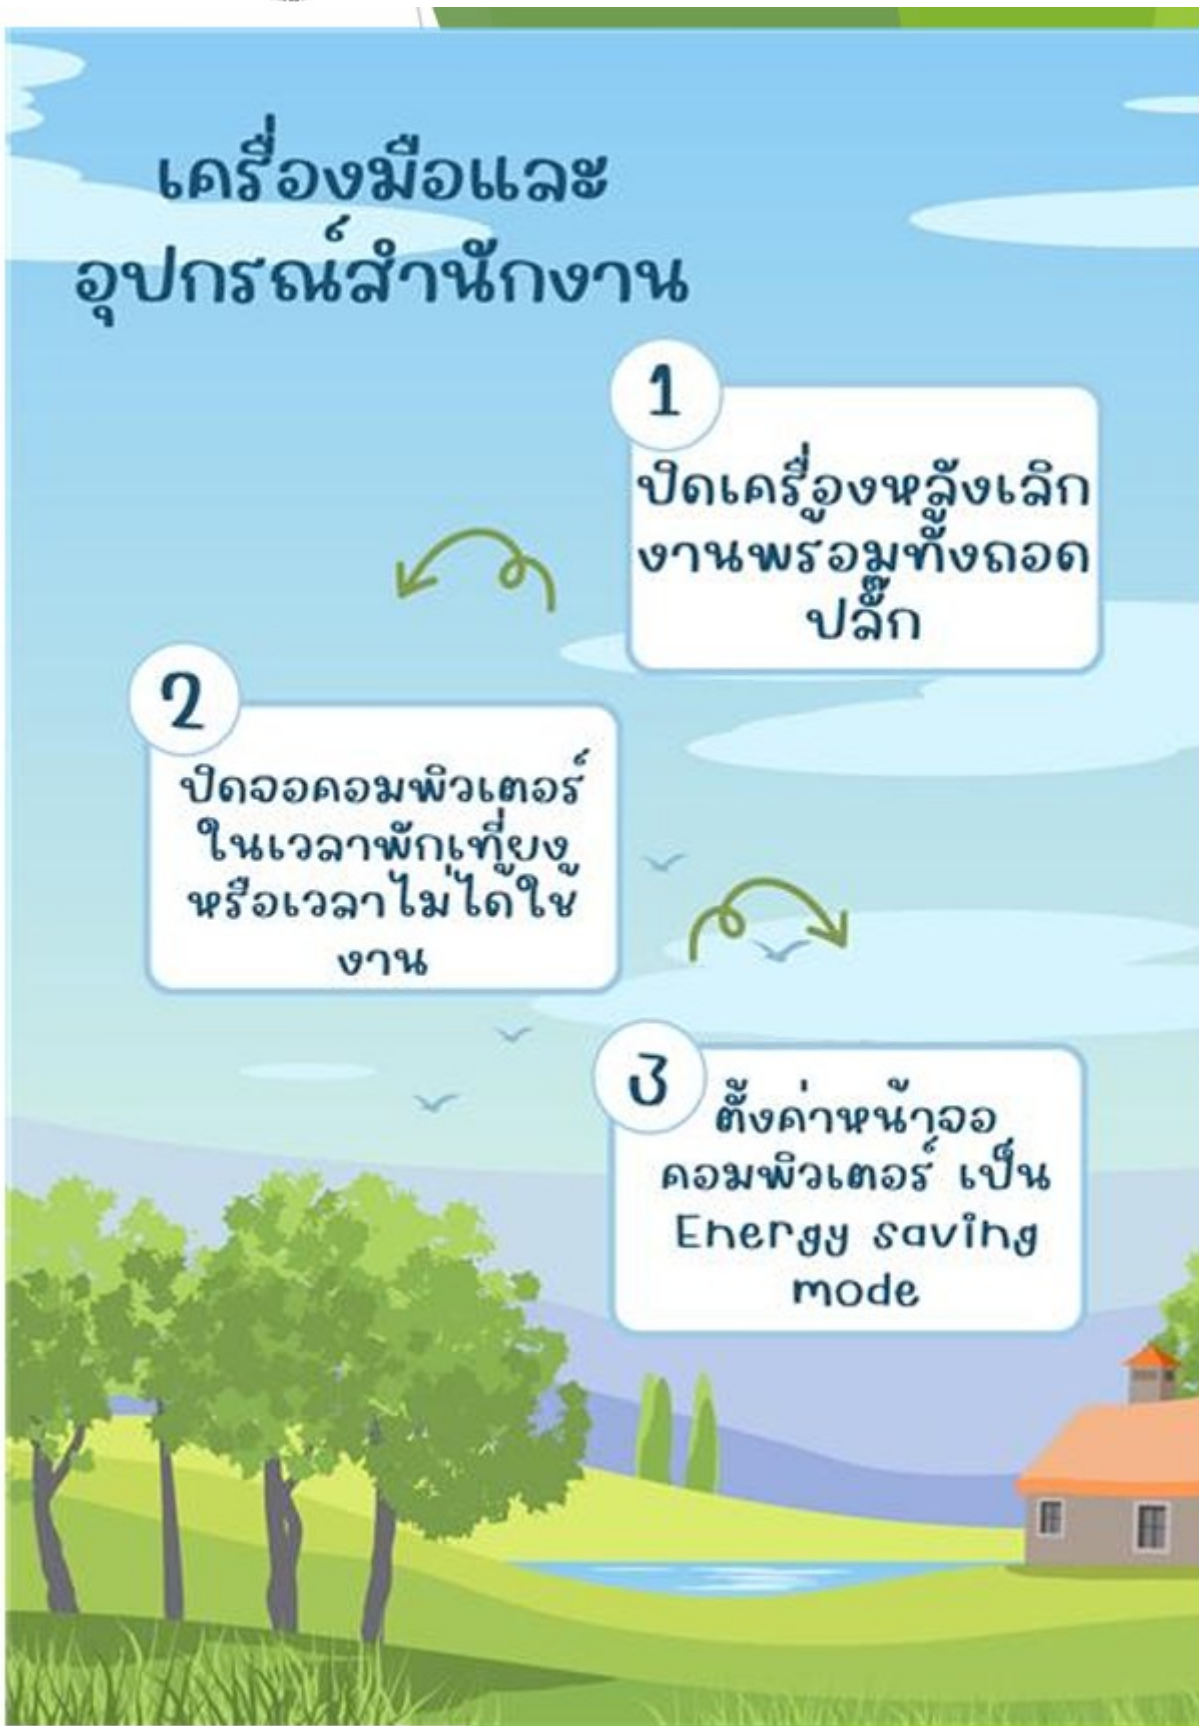 เครื่องมือและ
อุปกรณ์สำนักงาน
1
ปิดเครื่องหลังเลิก
งานพร้อมทั้งถอด
ปลั๊ก
2
ปิดจอคอมพิวเตอร์
ในเวลาพักเที่ยง
หรือเวลาไม่ได้ใช้
งาน
3
ตั้งค่าหน้าจอ
คอมพิวเตอร์ เป็น
Energy saving
mode